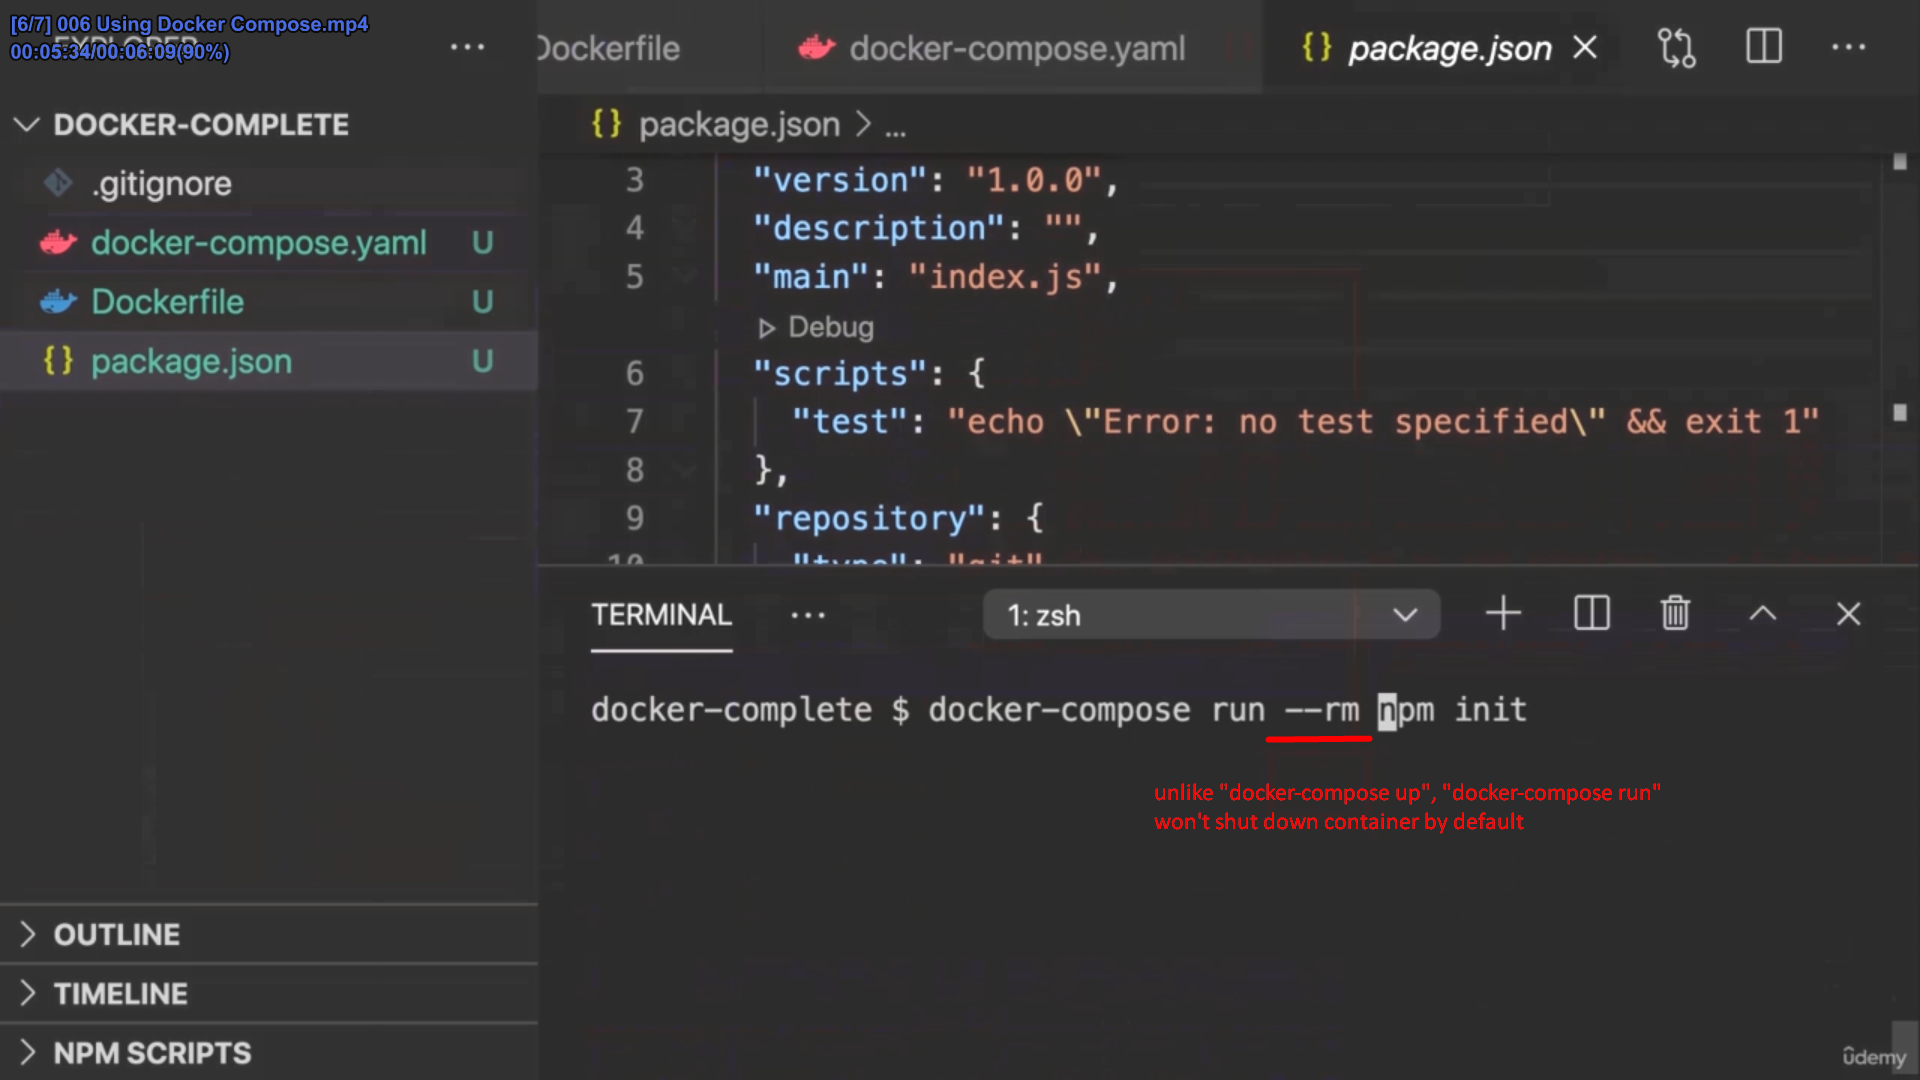 [6/7] 006 Using Docker Compose.mp4
00:05:34/00:06:09(90%)
EXPLORER
DOCKER-COMPLETE
.gitignore
docker-compose.yaml U
Dockerfile U
package.json U
OUTLINE
TIMELINE
NPM SCRIPTS
Dockerfile
docker-compose.yaml
{} package.json
{} package.json > ...
3 "version": "1.0.0",
4 "description": "",
5 "main": "index.js",
Debug
6 "scripts": {
7 "test": "echo \"Error: no test specified\" && exit 1"
8 },
9 "repository": {
10 "type": "git"
TERMINAL
1: zsh
docker-complete $ docker-compose run --rm npm init
unlike "docker-compose up", "docker-compose run"
won't shut down container by default
udemy